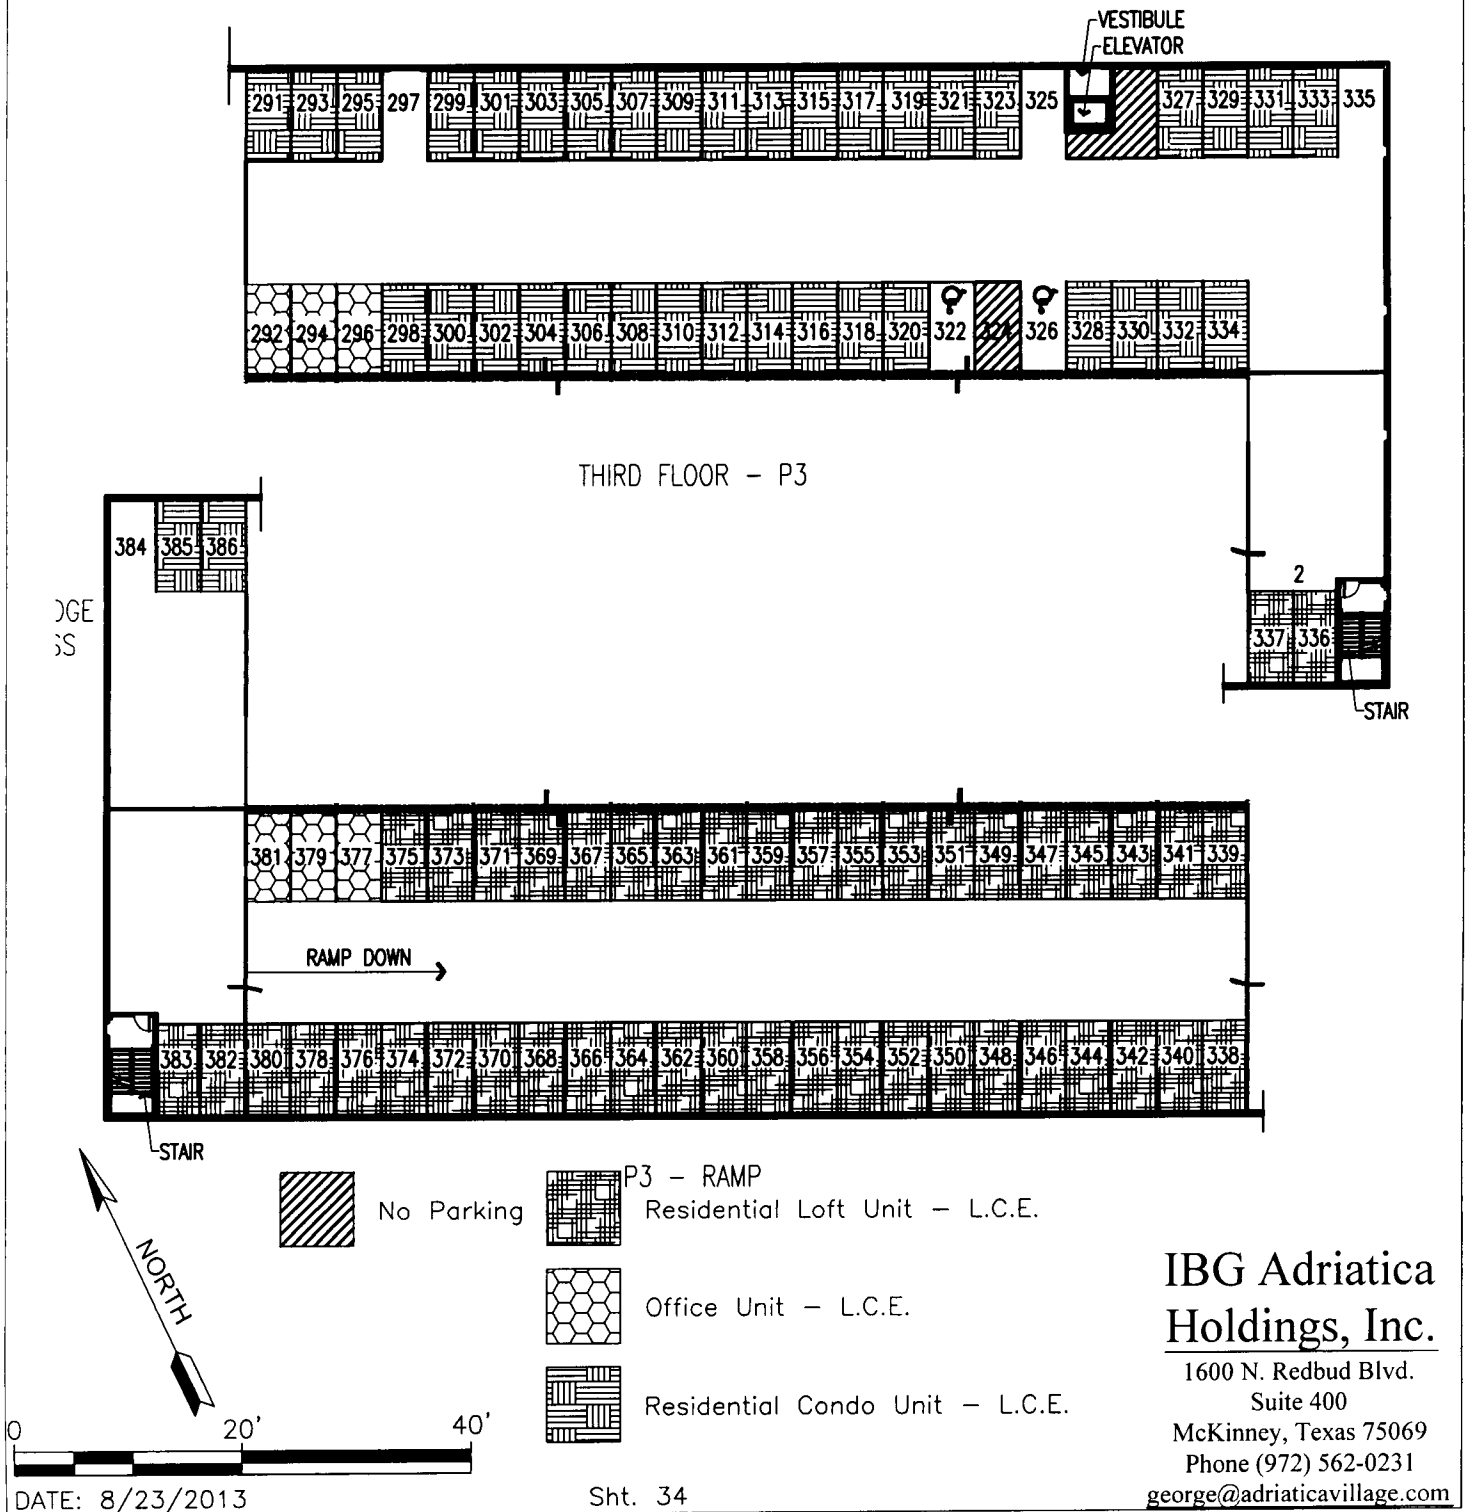 VESTIBULE
ELEVATOR
291 293 295 297 299 301 303 305 307 309 311 313 315 317 319 321 323 325 327 329 331 333 335
292 294 296 298 300 302 304 306 308 310 312 314 316 318 320 322 324 326 328 330 332 334
THIRD FLOOR - P3
384 385 386
2
DGE
SS
337 336
STAIR
381 379 377 375 373 371 369 367 365 363 361 359 357 355 353 351 349 347 345 343 341 339
RAMP DOWN
383 382 380 378 376 374 372 370 368 366 364 362 360 358 356 354 352 350 348 346 344 342 340 338
STAIR
P3 - RAMP
No Parking
Residential Loft Unit - L.C.E.
NORTH
Office Unit - L.C.E.
Residential Condo Unit - L.C.E.
IBG Adriatica
Holdings, Inc.
1600 N. Redbud Blvd.
Suite 400
McKinney, Texas 75069
Phone (972) 562-0231
george@adriaticavillage.com
0 20' 40'
DATE: 8/23/2013
Sht. 34